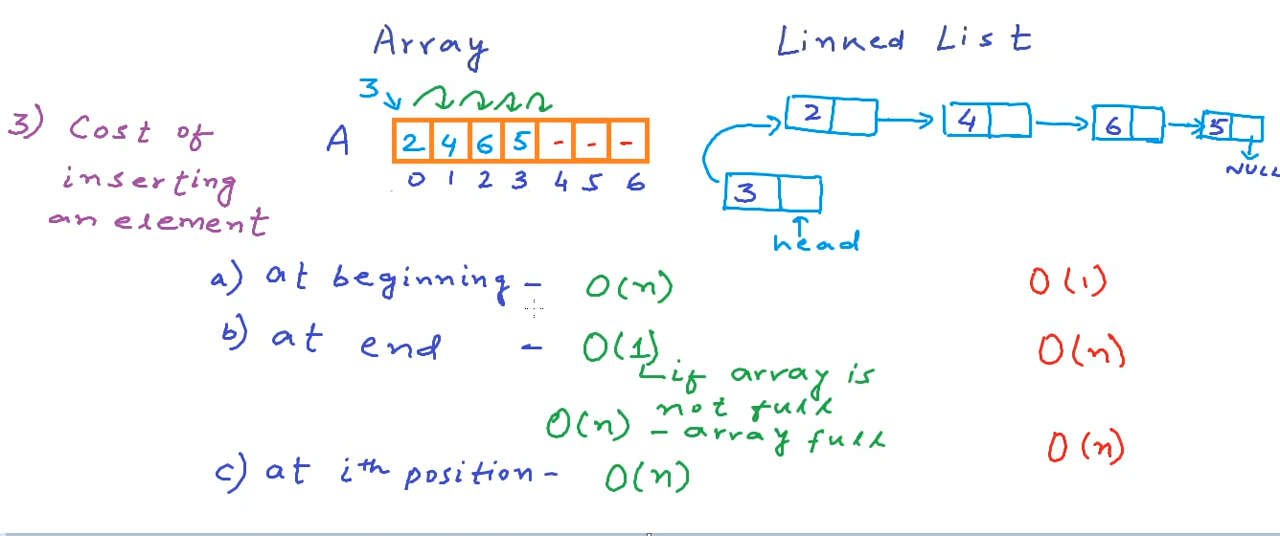 Array
Linked List
3) Cost of
inserting
an element
3
A
2 4 6 5 - - -
0 1 2 3 4 5 6
2
4
6
5
NULL
3
head
a) at beginning - O(n) O(1)
b) at end - O(1) O(n)
if array is
not full
O(n) - array full
c) at ith position - O(n) O(n)